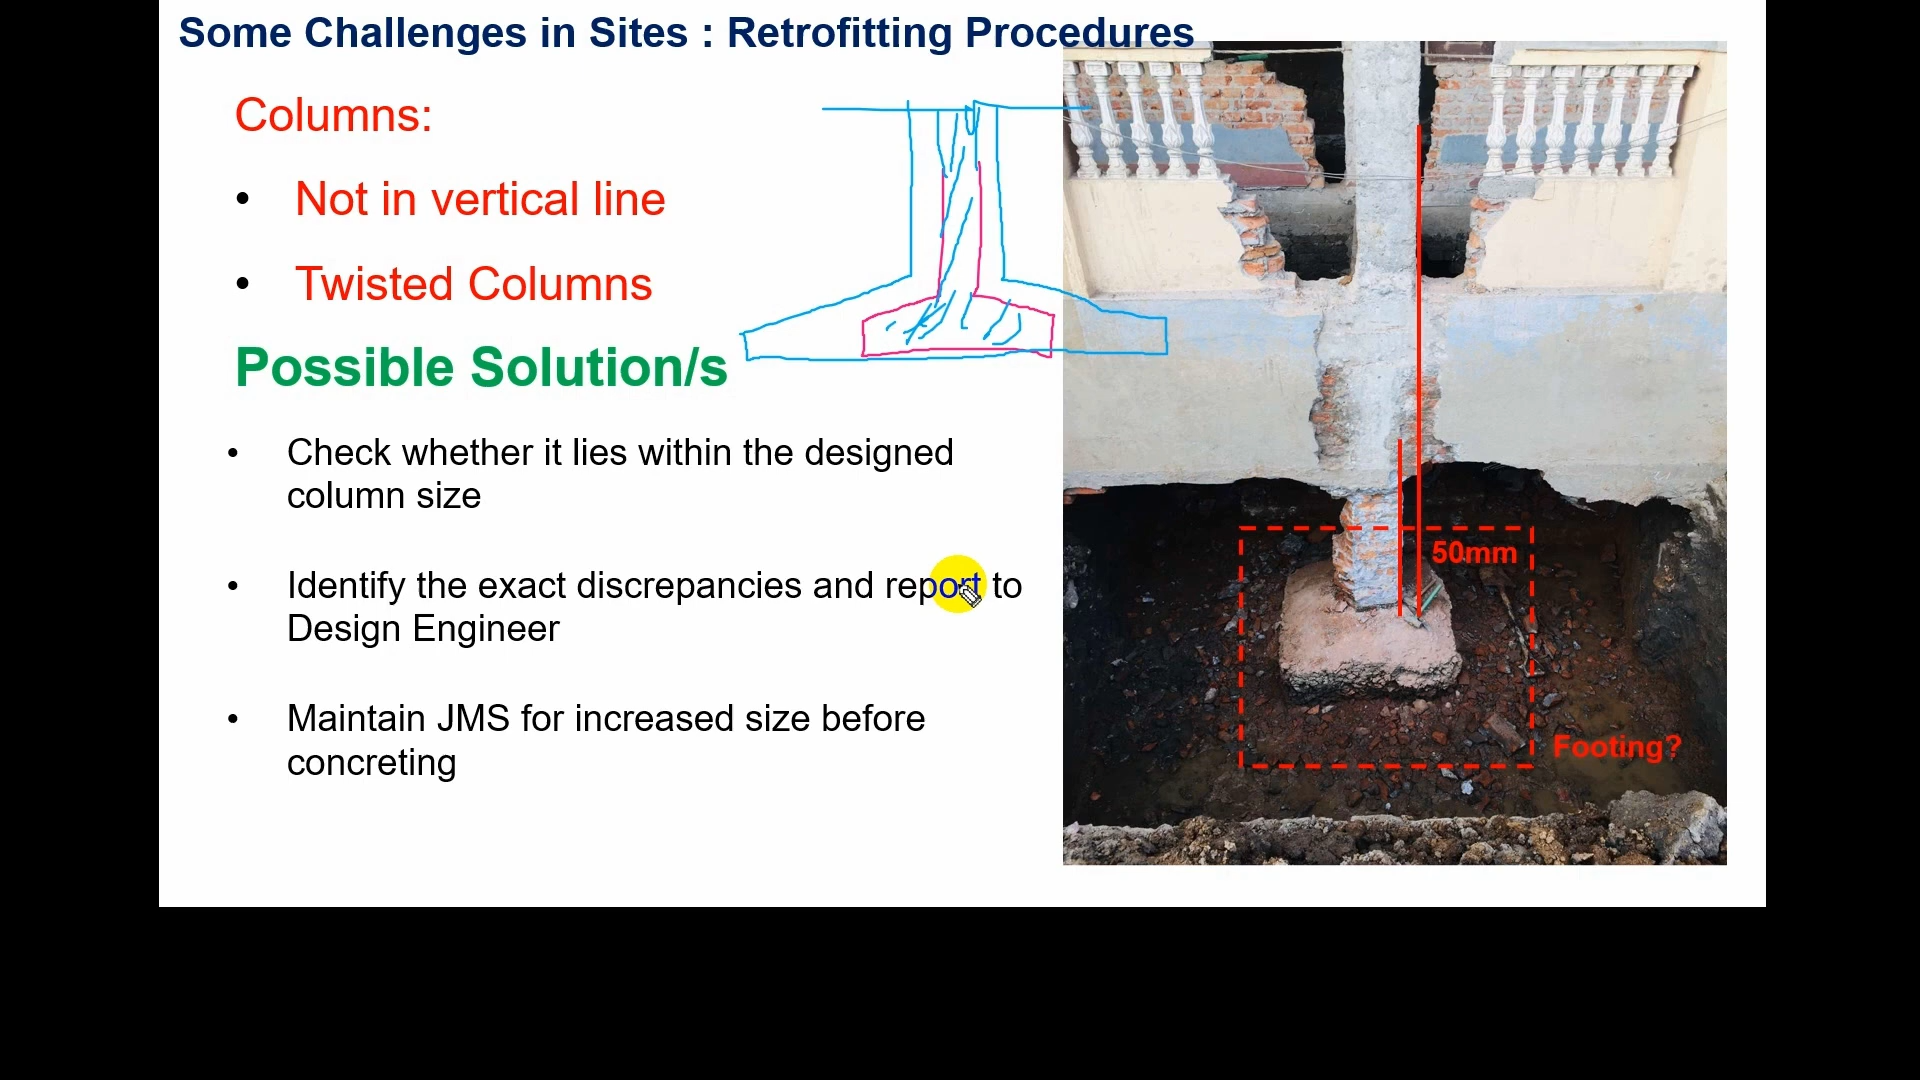 Some Challenges in Sites : Retrofitting Procedures
Columns:
• Not in vertical line
• Twisted Columns
Possible Solution/s
• Check whether it lies within the designed
column size
• Identify the exact discrepancies and report to
Design Engineer
• Maintain JMS for increased size before
concreting
50mm
Footing?